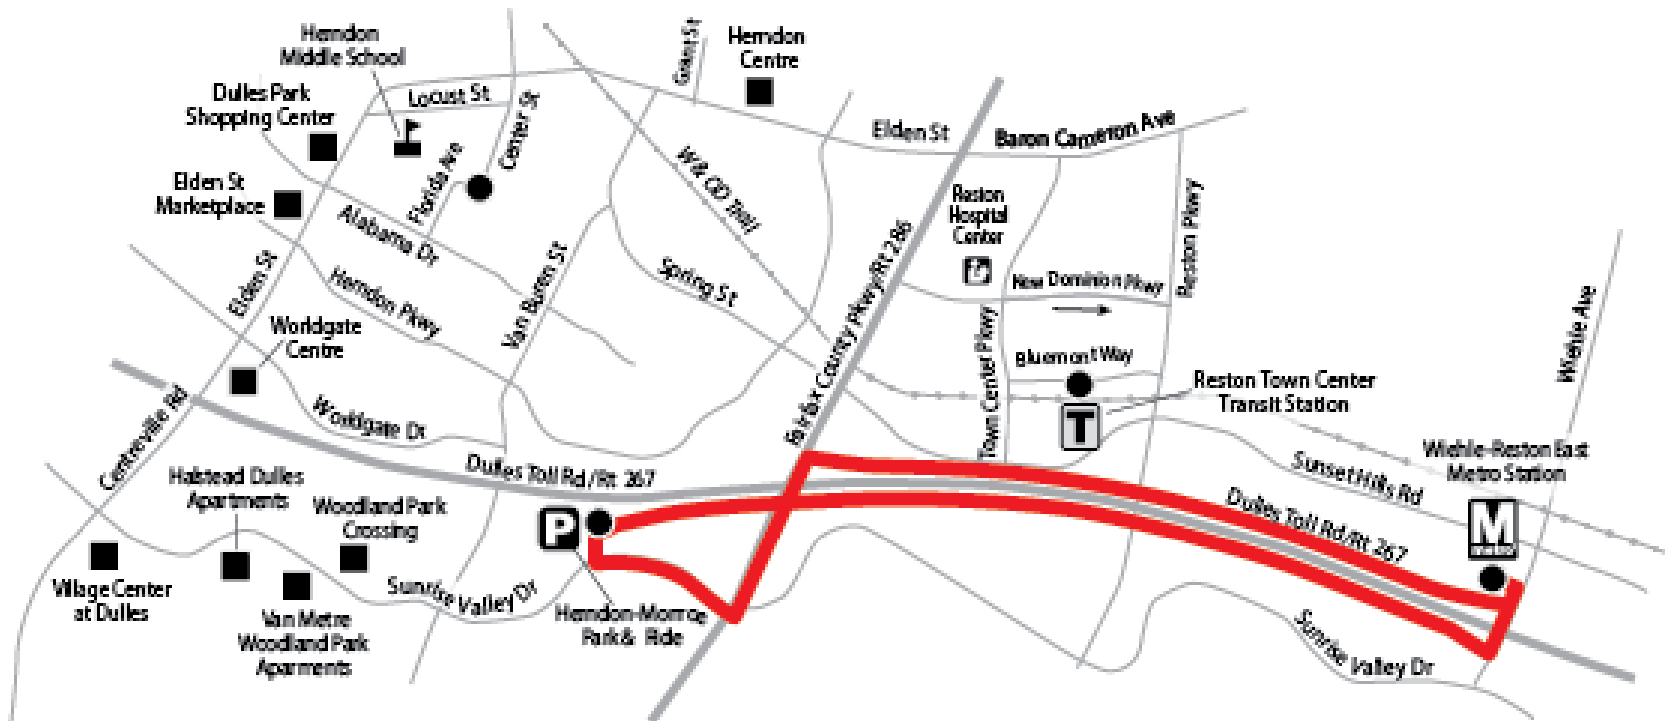 Herndon
Middle School
Grant St
Herndon
Centre
Dulles Park
Shopping Center
Locust St
Center St
Elden St
Baron Cameron Ave
Florida Ave
W& OD Trail
Elden St
Marketplace
Alabama Dr
Reston
Hospital
Center
Reston Pkwy
Fairfax County Pkwy/Rt 286
Elden St
Herndon Pkwy
Van Buren St
Spring St
New Dominion Pkwy
Wiehle Ave
Worldgate
Centre
Town Center Pkwy
Bluemont Way
Reston Town Center
Transit Station
T
Centreville Rd
Worldgate Dr
Dulles Toll Rd/Rt 267
Wiehle-Reston East
Metro Station
Sunset Hills Rd
Halstead Dulles
Apartments
Woodland Park
Crossing
P
Dulles Toll Rd/Rt 267
M
metro
Village Center
at Dulles
Sunrise Valley Dr
Van Metre
Woodland Park
Aparments
Herndon-Monroe
Park & Ride
Sunrise Valley Dr